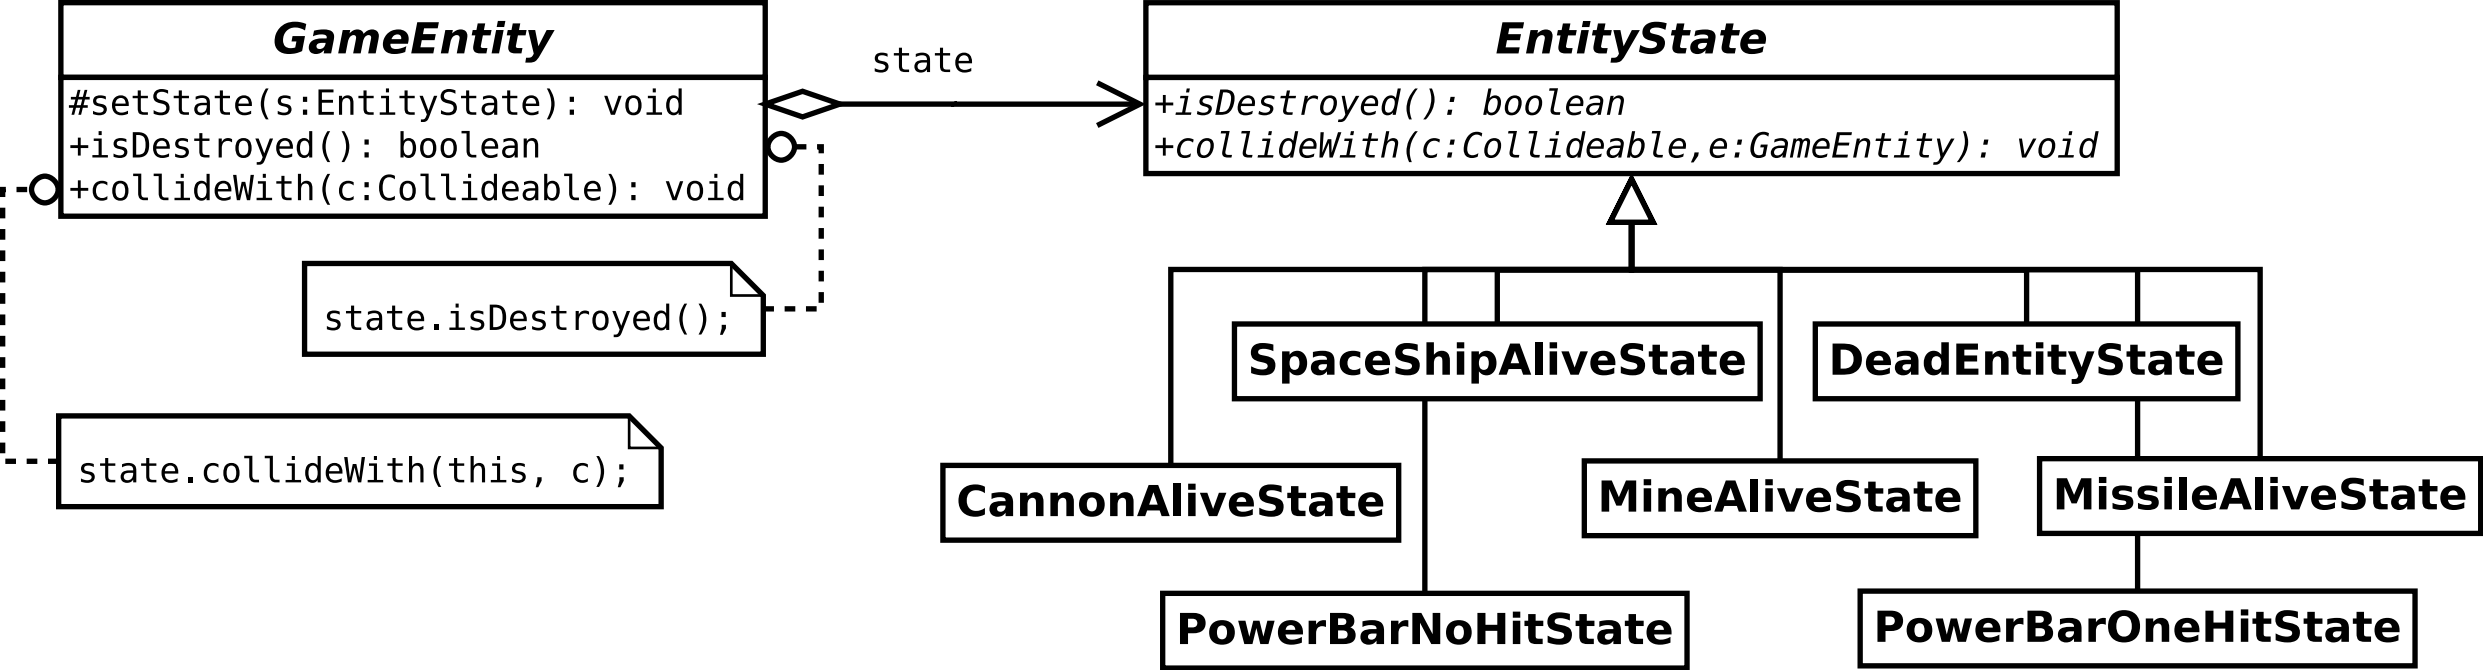 GameEntity
#setState(s:EntityState): void
+isDestroyed(): boolean
+collideWith(c:Collideable): void
state
EntityState
+isDestroyed(): boolean
+collideWith(c:Collideable,e:GameEntity): void
state.isDestroyed();
state.collideWith(this, c);
SpaceShipAliveState
DeadEntityState
CannonAliveState
MineAliveState
MissileAliveState
PowerBarNoHitState
PowerBarOneHitState